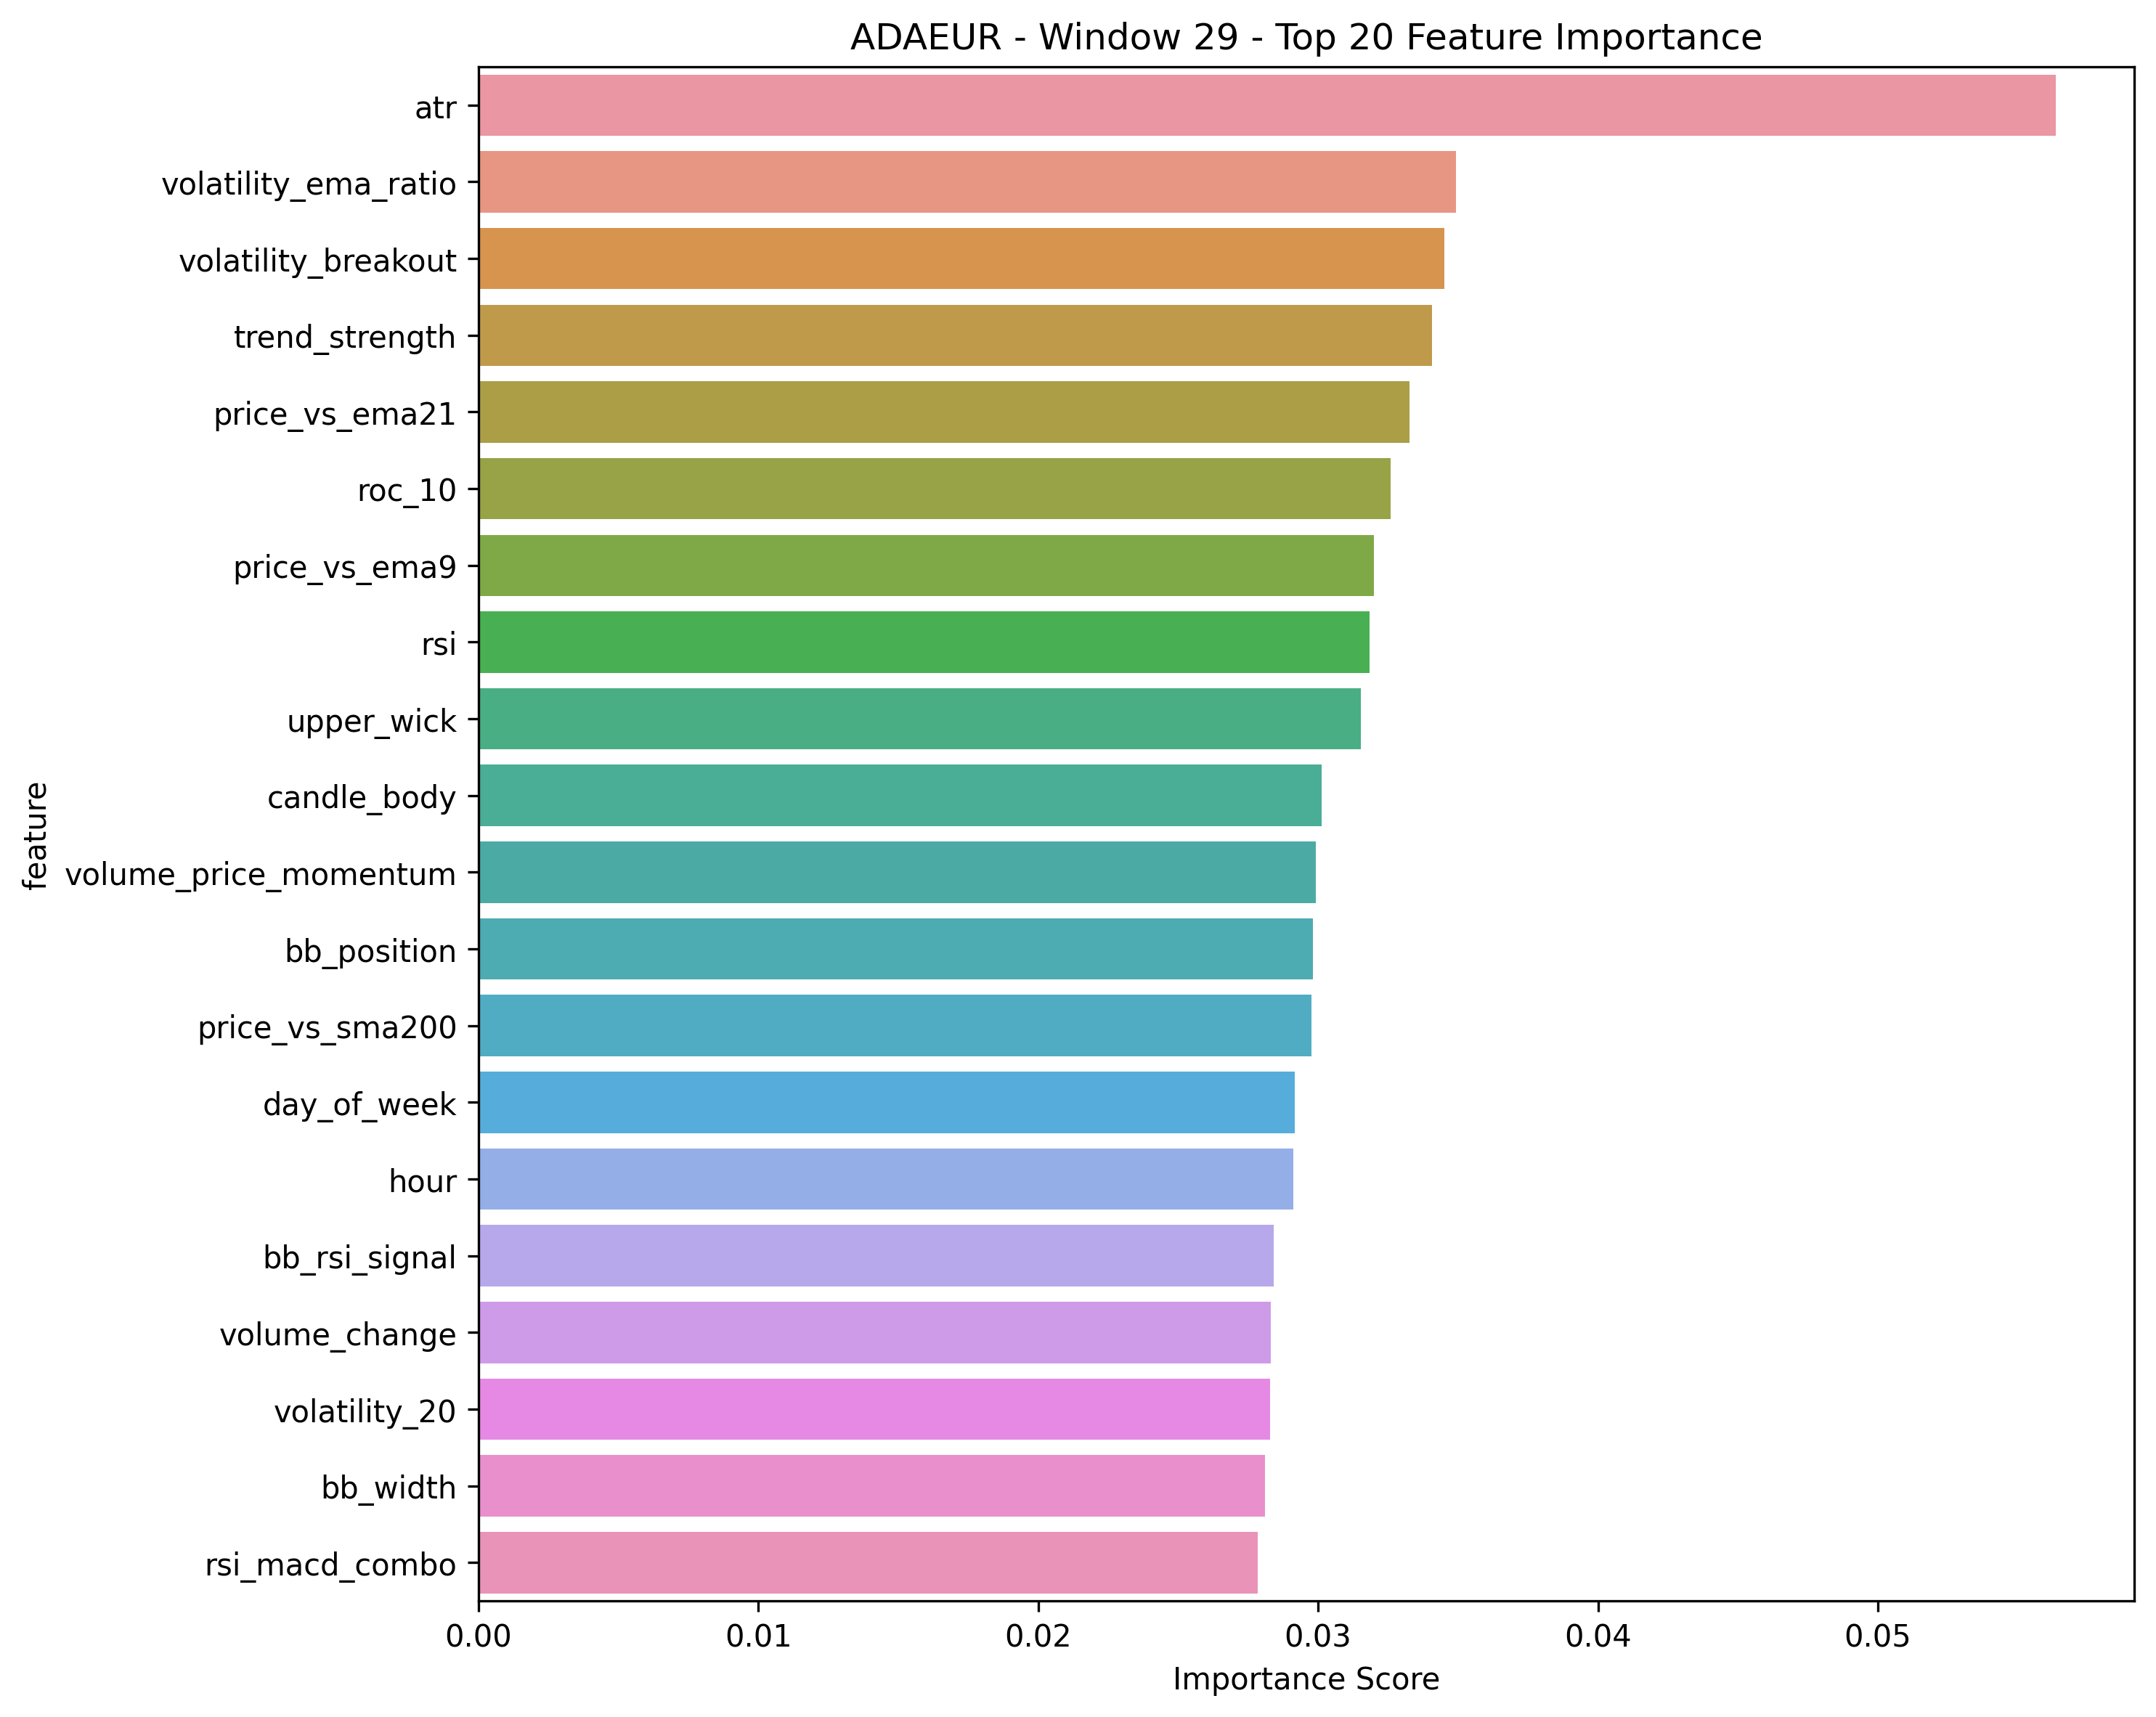 ADAEUR - Window 29 - Top 20 Feature Importance
atr
volatility_ema_ratio
volatility_breakout
trend_strength
price_vs_ema21
roc_10
price_vs_ema9
rsi
upper_wick
candle_body
volume_price_momentum
bb_position
price_vs_sma200
day_of_week
hour
bb_rsi_signal
volume_change
volatility_20
bb_width
rsi_macd_combo
feature
0.00 0.01 0.02 0.03 0.04 0.05
Importance Score